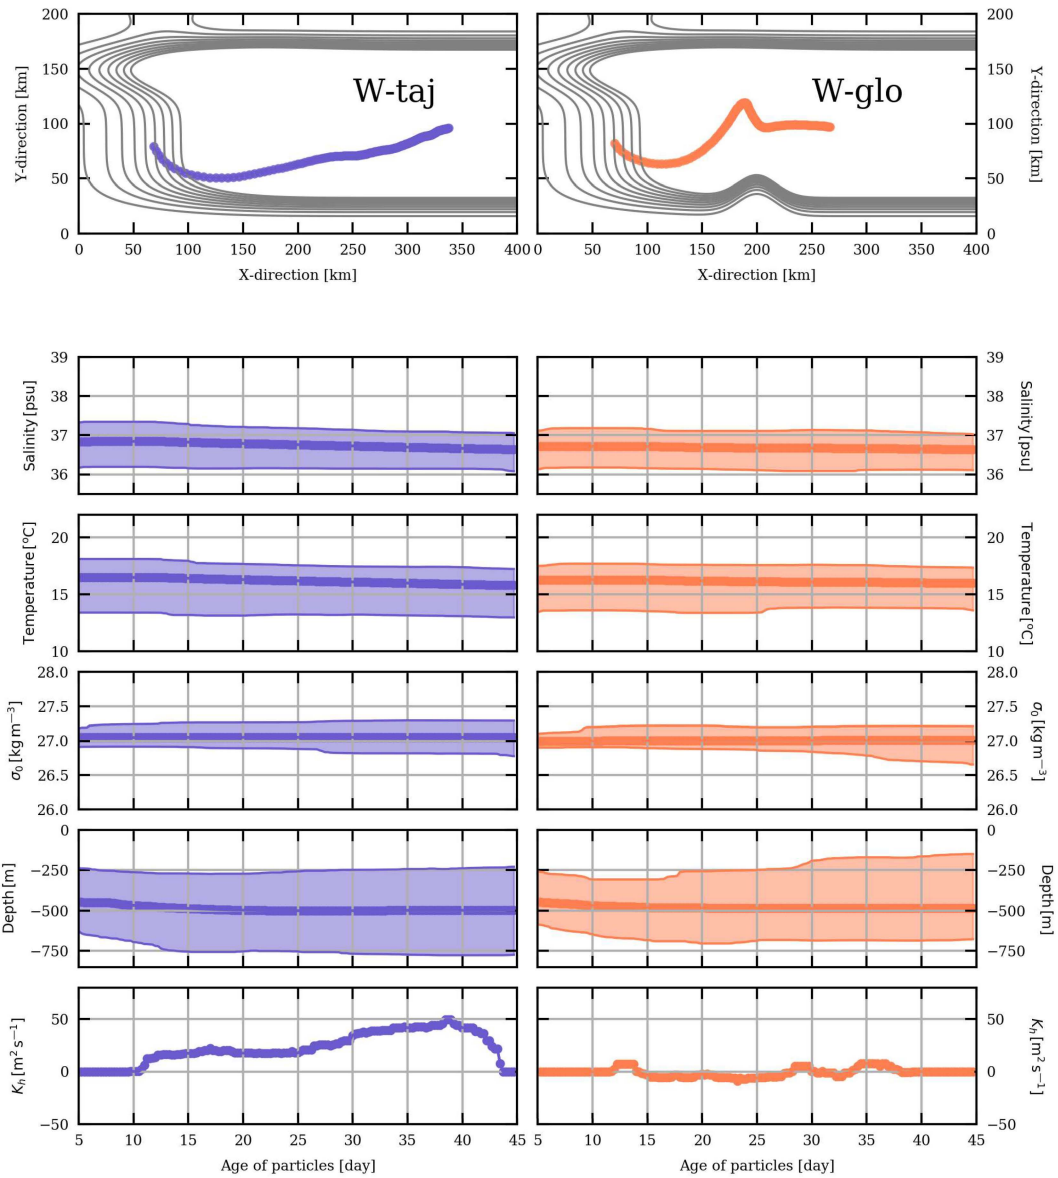 200
150
100
50
0
Y-direction [km]
W-taj
0 50 100 150 200 250 300 350 400
X-direction [km]
W-glo
200
150
100
50
0
Y-direction [km]
0 50 100 150 200 250 300 350 400
X-direction [km]
39
38
37
36
Salinity [psu]
39
38
37
36
Salinity [psu]
20
15
10
Temperature [°C]
20
15
10
Temperature [°C]
28.0
27.5
27.0
26.5
26.0
σ0 [kg m−3]
28.0
27.5
27.0
26.5
26.0
σ0 [kg m−3]
0
−250
−500
−750
Depth [m]
0
−250
−500
−750
Depth [m]
50
0
−50
Kh [m2 s−1]
50
0
−50
Kh [m2 s−1]
5 10 15 20 25 30 35 40 45
Age of particles [day]
5 10 15 20 25 30 35 40 45
Age of particles [day]